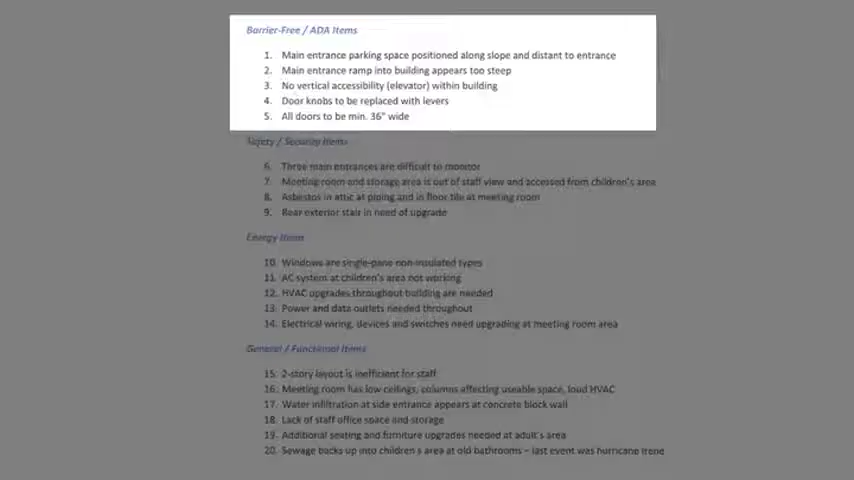 Barrier-Free / ADA Items
1. Main entrance parking space positioned along slope and distant to entrance
2. Main entrance ramp into building appears too steep
3. No vertical accessibility (elevator) within building
4. Door knobs to be replaced with levers
5. All doors to be min. 36" wide
Safety / Security Items
6. Three main entrances are difficult to monitor
7. Meeting room and storage area is out of staff view and accessed from children's area
8. Asbestos in attic at piping and in floor tile at meeting room
9. Rear exterior stair in need of upgrade
Energy Items
10. Windows are single-pane non-insulated types
11. AC system at children's area not working
12. HVAC upgrades throughout building are needed
13. Power and data outlets needed throughout
14. Electrical wiring, devices and switches need upgrading at meeting room area
General / Functional Items
15. 2-story layout is inefficient for staff
16. Meeting room has low ceilings, columns affecting useable space, loud HVAC
17. Water infiltration at side entrance appears at concrete block wall
18. Lack of staff office space and storage
19. Additional seating and furniture upgrades needed at adult's area
20. Sewage backs up into children's area at old bathrooms – last event was hurricane Irene